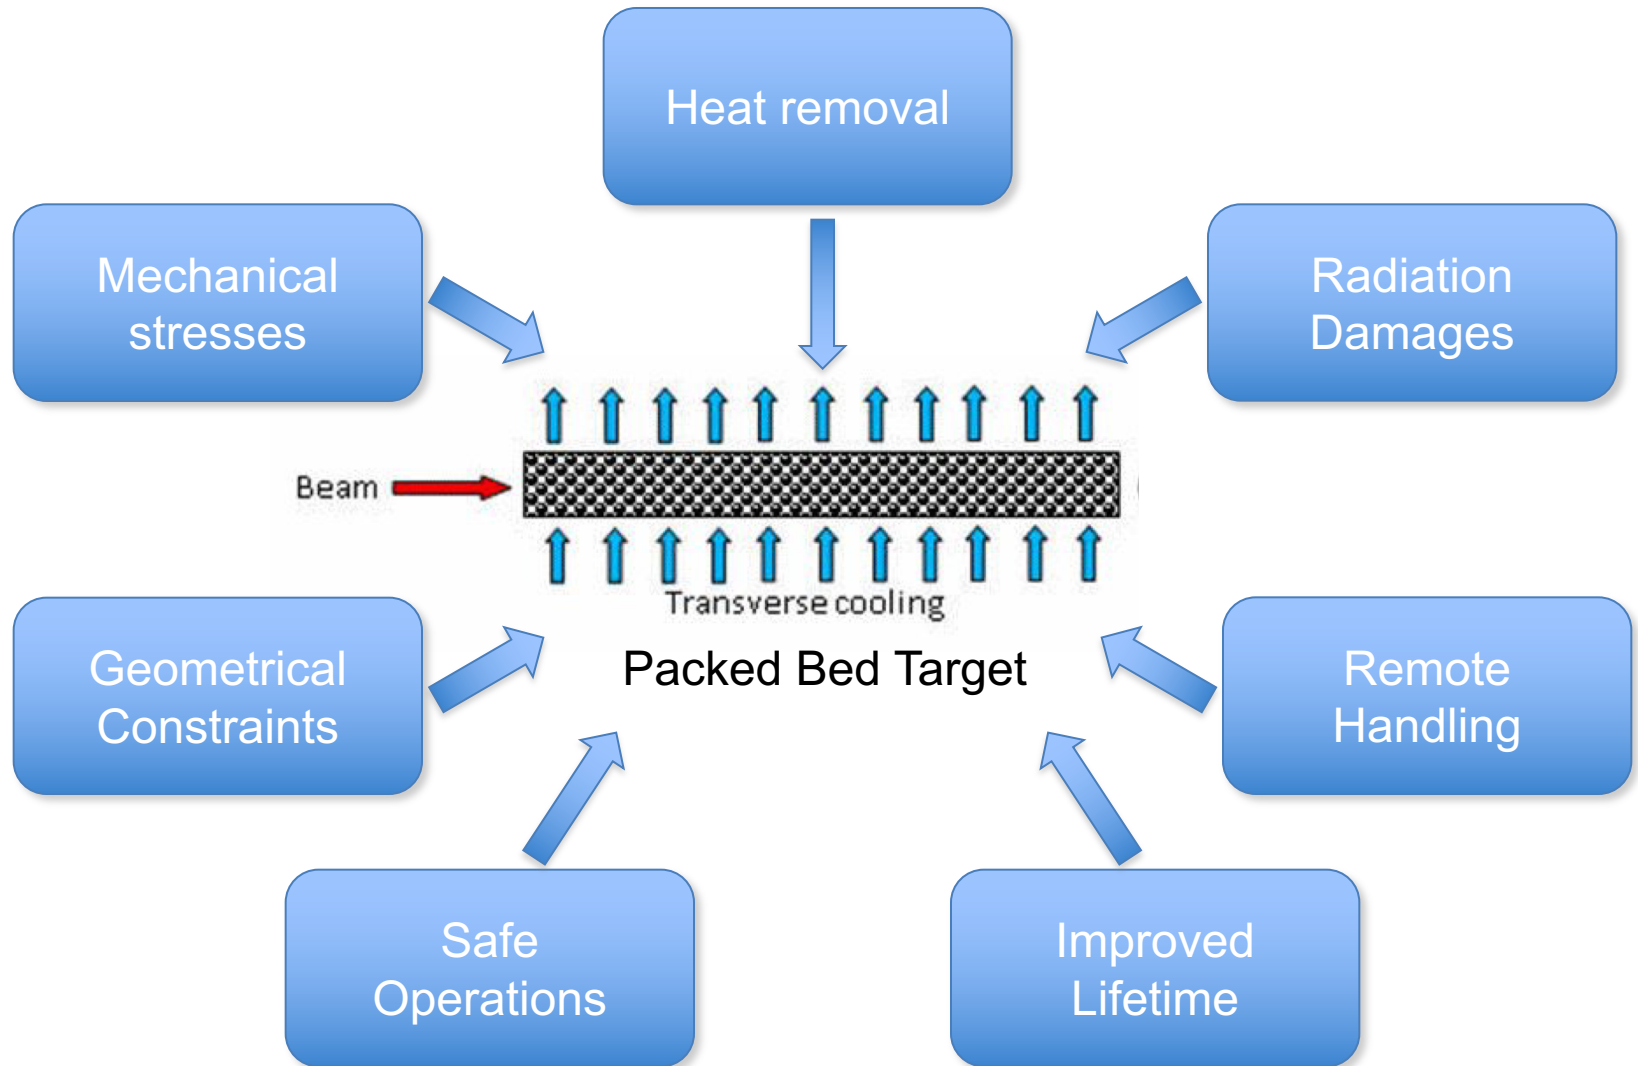 Heat removal
Mechanical
stresses
Radiation
Damages
Beam
Transverse cooling
Packed Bed Target
Geometrical
Constraints
Remote
Handling
Safe
Operations
Improved
Lifetime